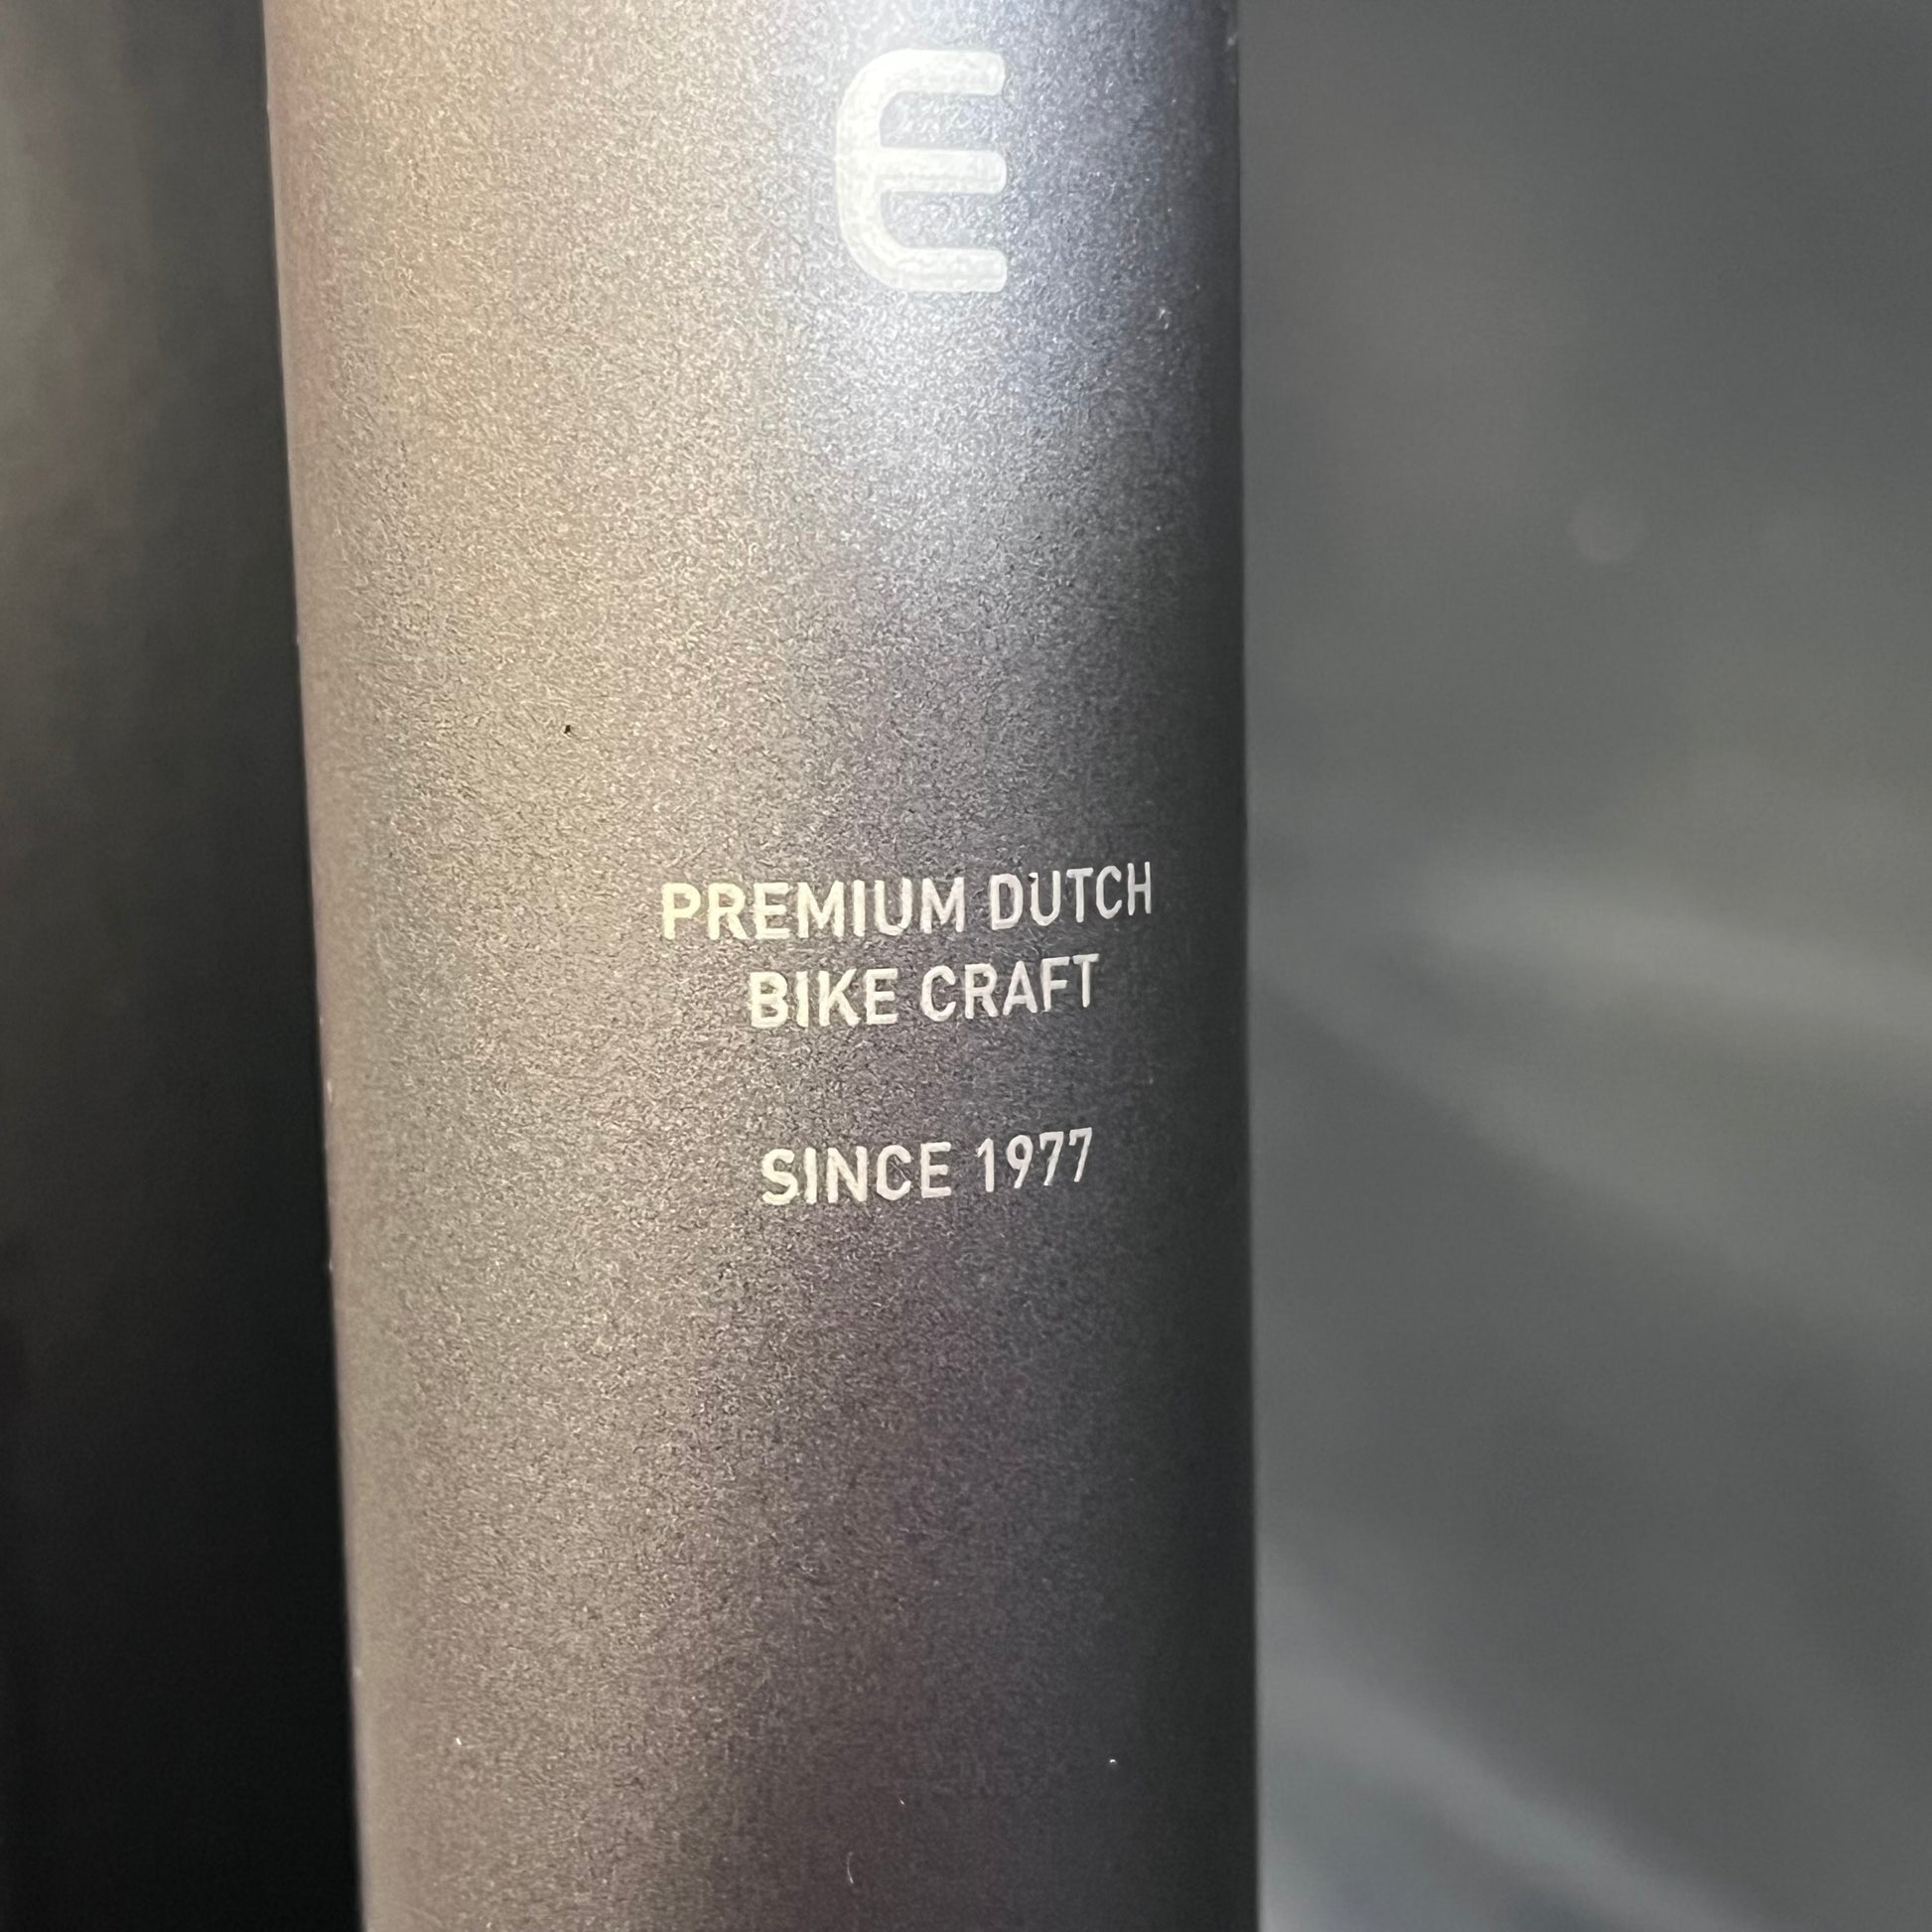 E
PREMIUM DUTCH
BIKE CRAFT
SINCE 1977